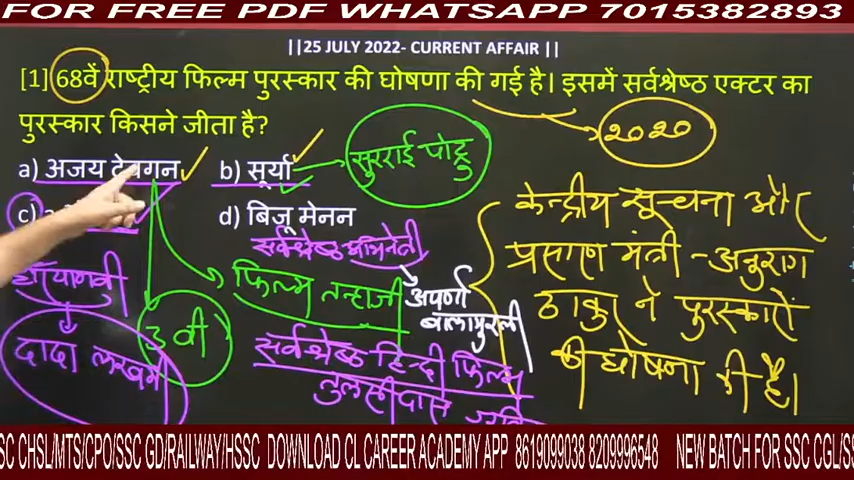 FOR FREE PDF WHATSAPP 7015382893
||25 JULY 2022- CURRENT AFFAIR ||
[1] 68वें राष्ट्रीय फिल्म पुरस्कार की घोषणा की गई है। इसमें सर्वश्रेष्ठ एक्टर का
पुरस्कार किसने जीता है?
2020
a) अजय देवगन b) सूर्या
सुरराई पोट्रु
c)
d) बिजू मेनन
केन्द्रीय सूचना और
प्रसारण मंत्री - अनुराग
ठाकुर ने पुरस्कारों
की घोषणा की है।
सर्वश्रेष्ठ अभिनेत्री
अपर्णा
बालामुरली
फिल्म तन्हाजी
3 वी
हरियाणवी
दादा लखमी
सर्वश्रेष्ठ हिन्दी फिल्म
तुलसीदास
SC CHSL/MTS/CPO/SSC GD/RAILWAY/HSSC DOWNLOAD CL CAREER ACADEMY APP 8619099038 8209996548 NEW BATCH FOR SSC CGL/SS